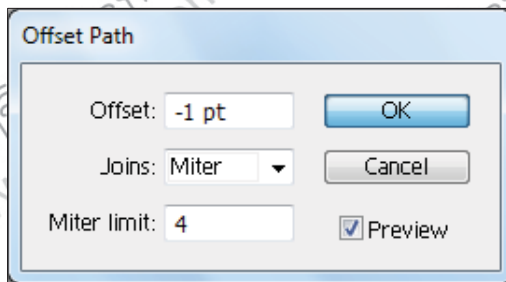 Offset Path
Offset: -1 pt
OK
Joins: Miter
Cancel
Miter limit: 4
Preview